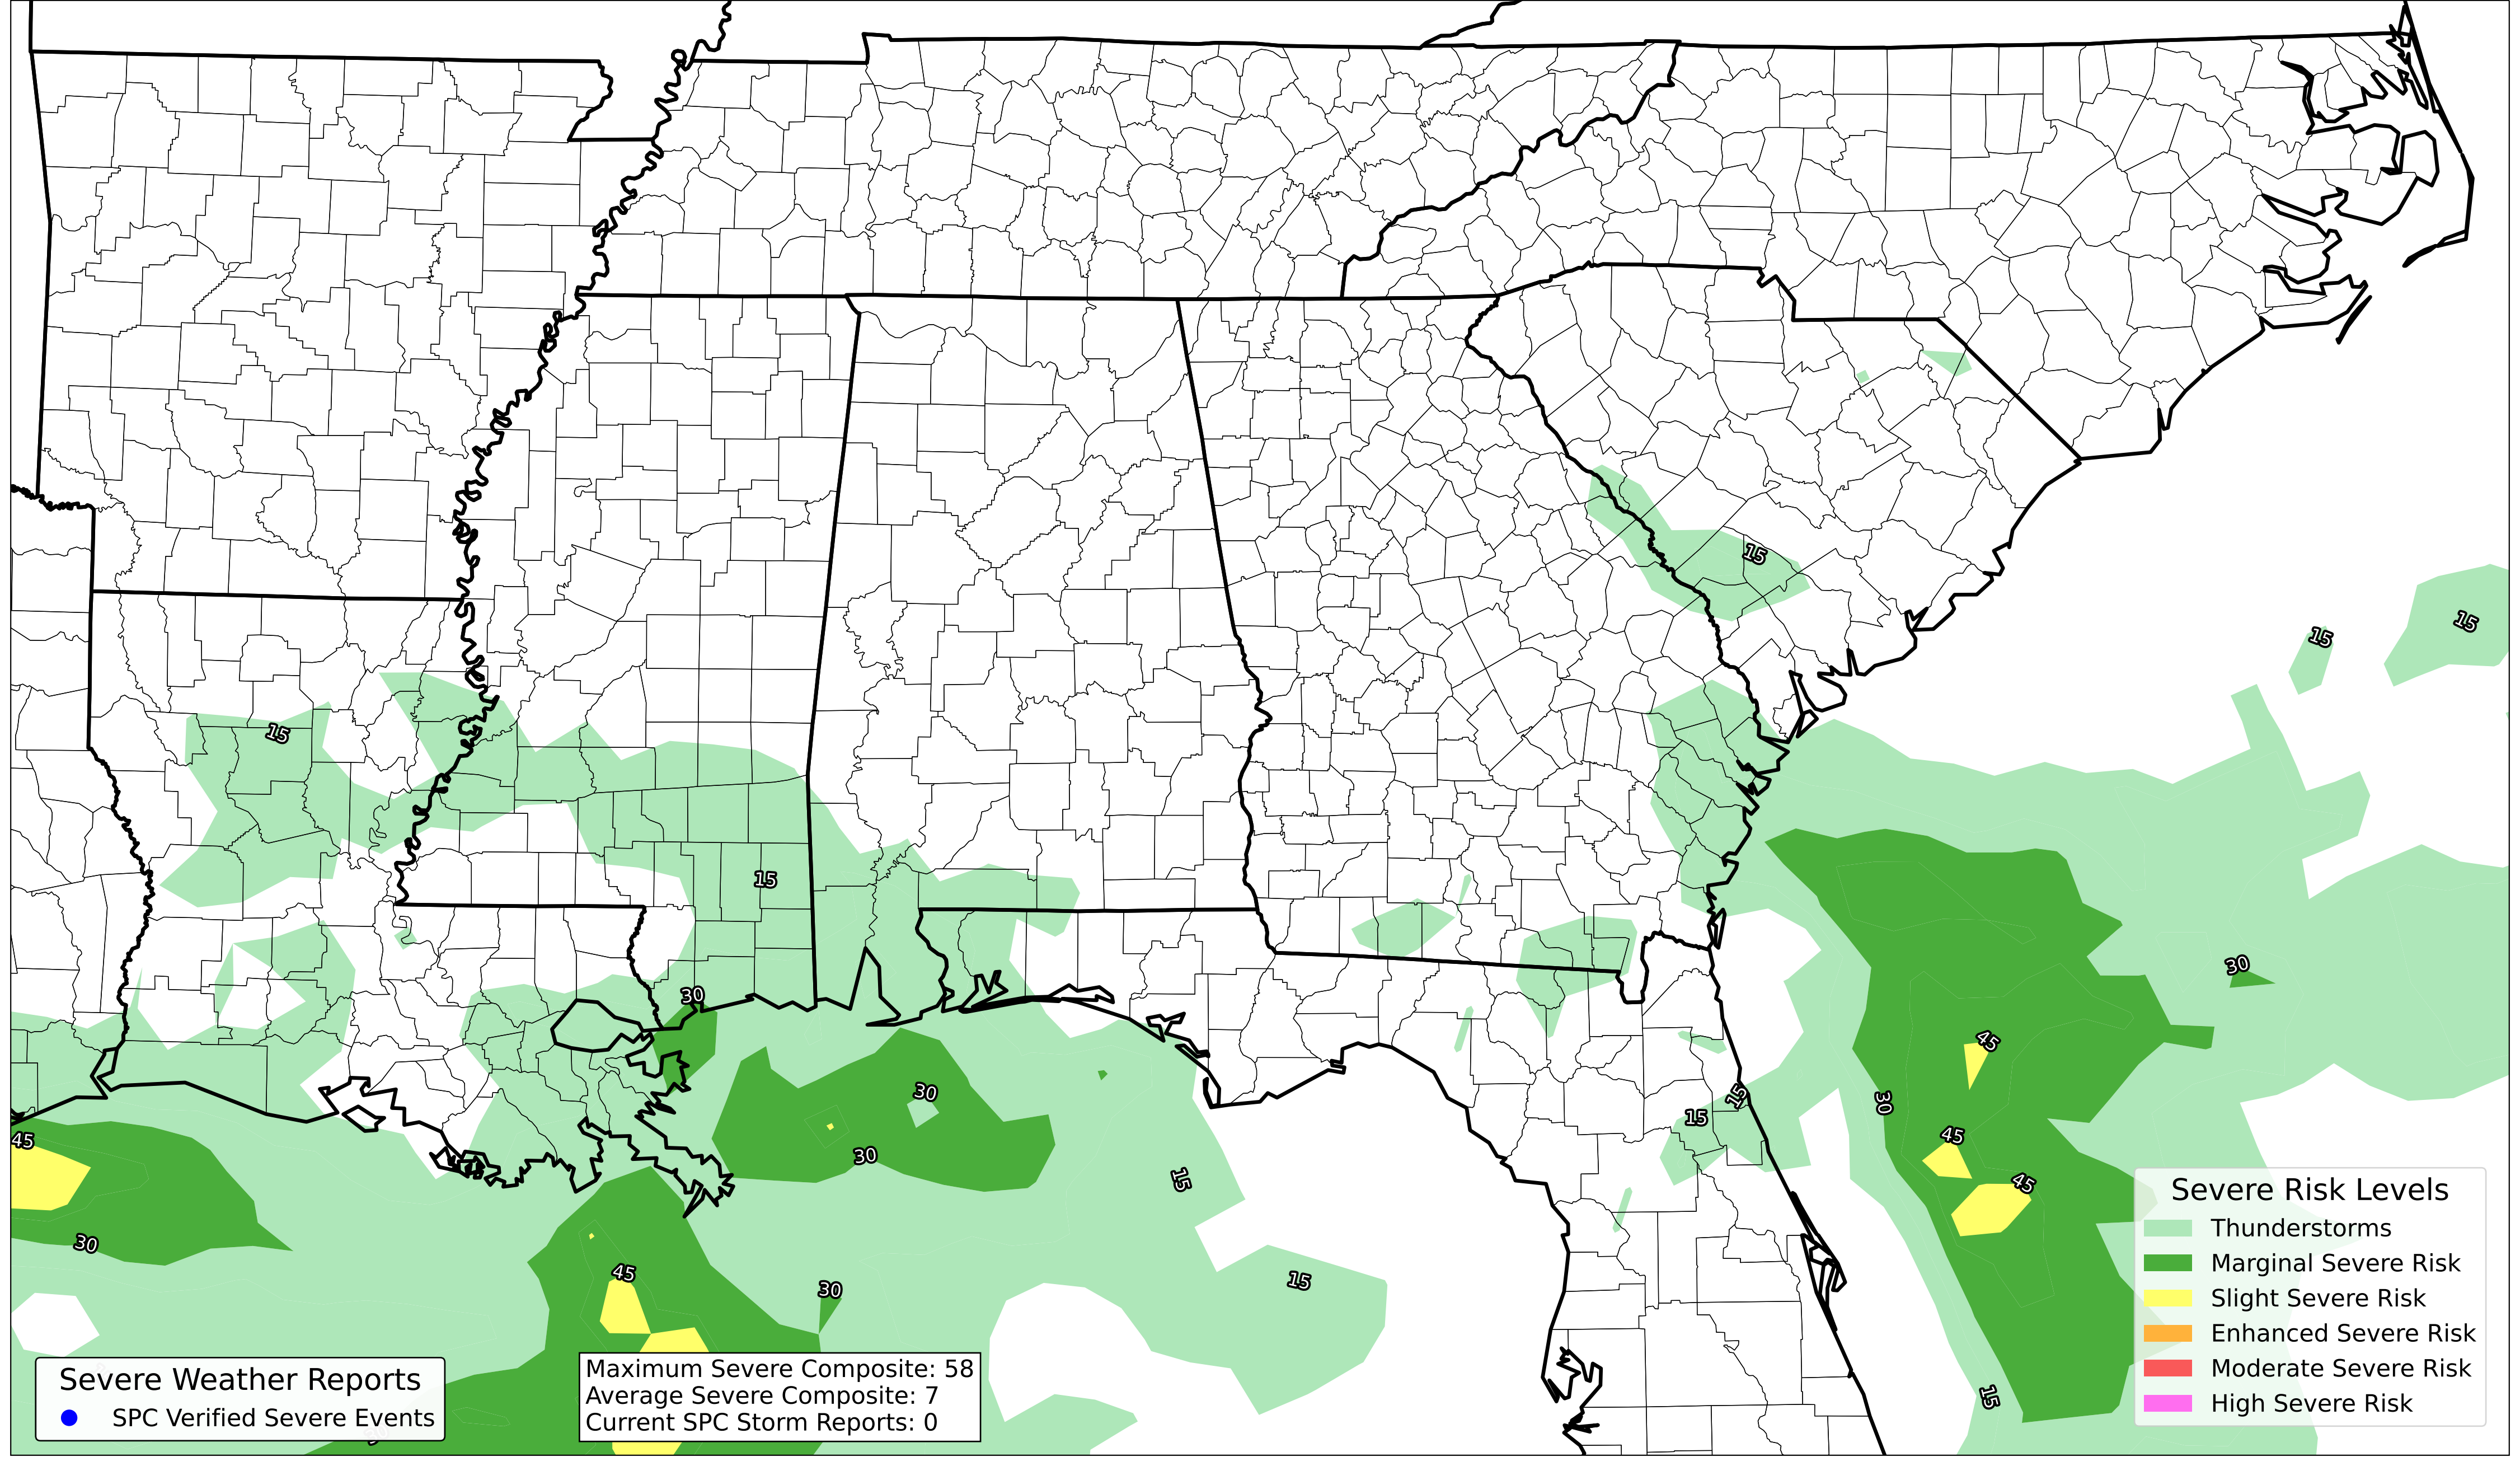 15
15
15
15
15
30
30
45
30
30
45
15
15
30
45
30
15
45
30
45
30
15
15
Severe Risk Levels
Thunderstorms
Marginal Severe Risk
Slight Severe Risk
Enhanced Severe Risk
Moderate Severe Risk
High Severe Risk
Severe Weather Reports
SPC Verified Severe Events
Maximum Severe Composite: 58
Average Severe Composite: 7
Current SPC Storm Reports: 0